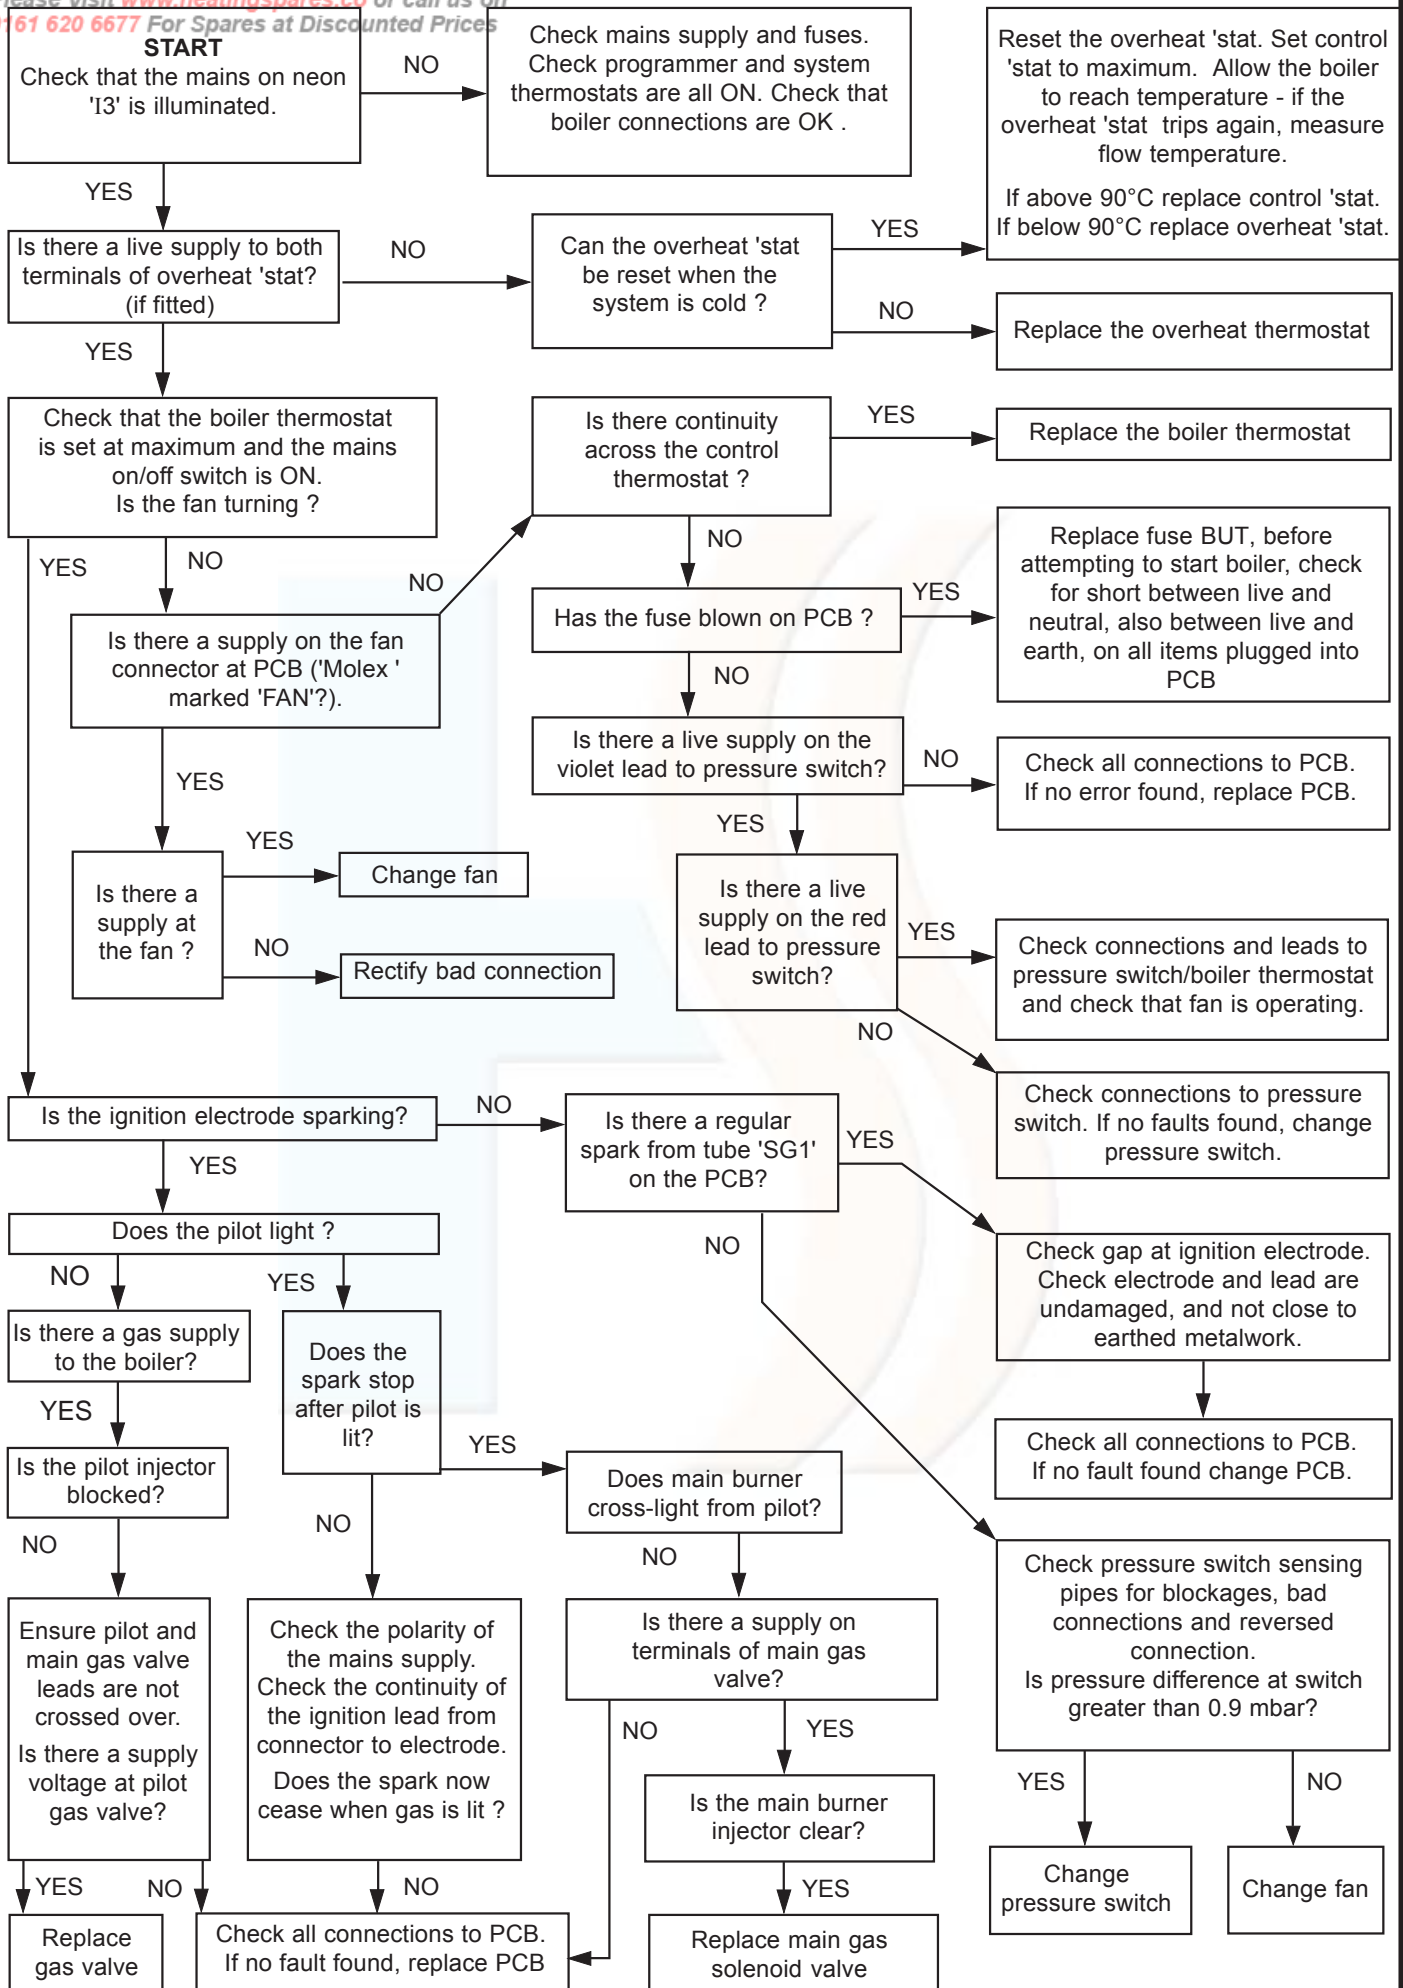 Please visit www.heatingspares.co or call us on
0161 620 6677 For Spares at Discounted Prices
START
Check that the mains on neon
'I3' is illuminated.
NO
Check mains supply and fuses.
Check programmer and system
thermostats are all ON. Check that
boiler connections are OK .
Reset the overheat 'stat. Set control
'stat to maximum. Allow the boiler
to reach temperature - if the
overheat 'stat trips again, measure
flow temperature.
If above 90°C replace control 'stat.
If below 90°C replace overheat 'stat.
YES
Is there a live supply to both
terminals of overheat 'stat?
(if fitted)
NO
Can the overheat 'stat
be reset when the
system is cold ?
YES
NO
Replace the overheat thermostat
YES
Check that the boiler thermostat
is set at maximum and the mains
on/off switch is ON.
Is the fan turning ?
Is there continuity
across the control
thermostat ?
YES
Replace the boiler thermostat
YES
NO
NO
NO
Is there a supply on the fan
connector at PCB ('Molex '
marked 'FAN'?).
Has the fuse blown on PCB ?
YES
Replace fuse BUT, before
attempting to start boiler, check
for short between live and
neutral, also between live and
earth, on all items plugged into
PCB
NO
Is there a live supply on the
violet lead to pressure switch?
NO
Check all connections to PCB.
If no error found, replace PCB.
YES
YES
Is there a
supply at
the fan ?
YES
Change fan
NO
Rectify bad connection
Is there a live
supply on the red
lead to pressure
switch?
YES
Check connections and leads to
pressure switch/boiler thermostat
and check that fan is operating.
NO
Check connections to pressure
switch. If no faults found, change
pressure switch.
Is the ignition electrode sparking?
NO
Is there a regular
spark from tube 'SG1'
on the PCB?
YES
YES
Does the pilot light ?
NO
Check gap at ignition electrode.
Check electrode and lead are
undamaged, and not close to
earthed metalwork.
NO
YES
Is there a gas supply
to the boiler?
Does the
spark stop
after pilot is
lit?
YES
Check all connections to PCB.
If no fault found change PCB.
YES
Is the pilot injector
blocked?
Does main burner
cross-light from pilot?
NO
NO
NO
Check pressure switch sensing
pipes for blockages, bad
connections and reversed
connection.
Is pressure difference at switch
greater than 0.9 mbar?
Ensure pilot and
main gas valve
leads are not
crossed over.
Is there a supply
voltage at pilot
gas valve?
Check the polarity of
the mains supply.
Check the continuity of
the ignition lead from
connector to electrode.
Does the spark now
cease when gas is lit ?
Is there a supply on
terminals of main gas
valve?
NO
YES
Is the main burner
injector clear?
YES
NO
Change
pressure switch
Change fan
YES
NO
NO
YES
Replace
gas valve
Check all connections to PCB.
If no fault found, replace PCB
Replace main gas
solenoid valve